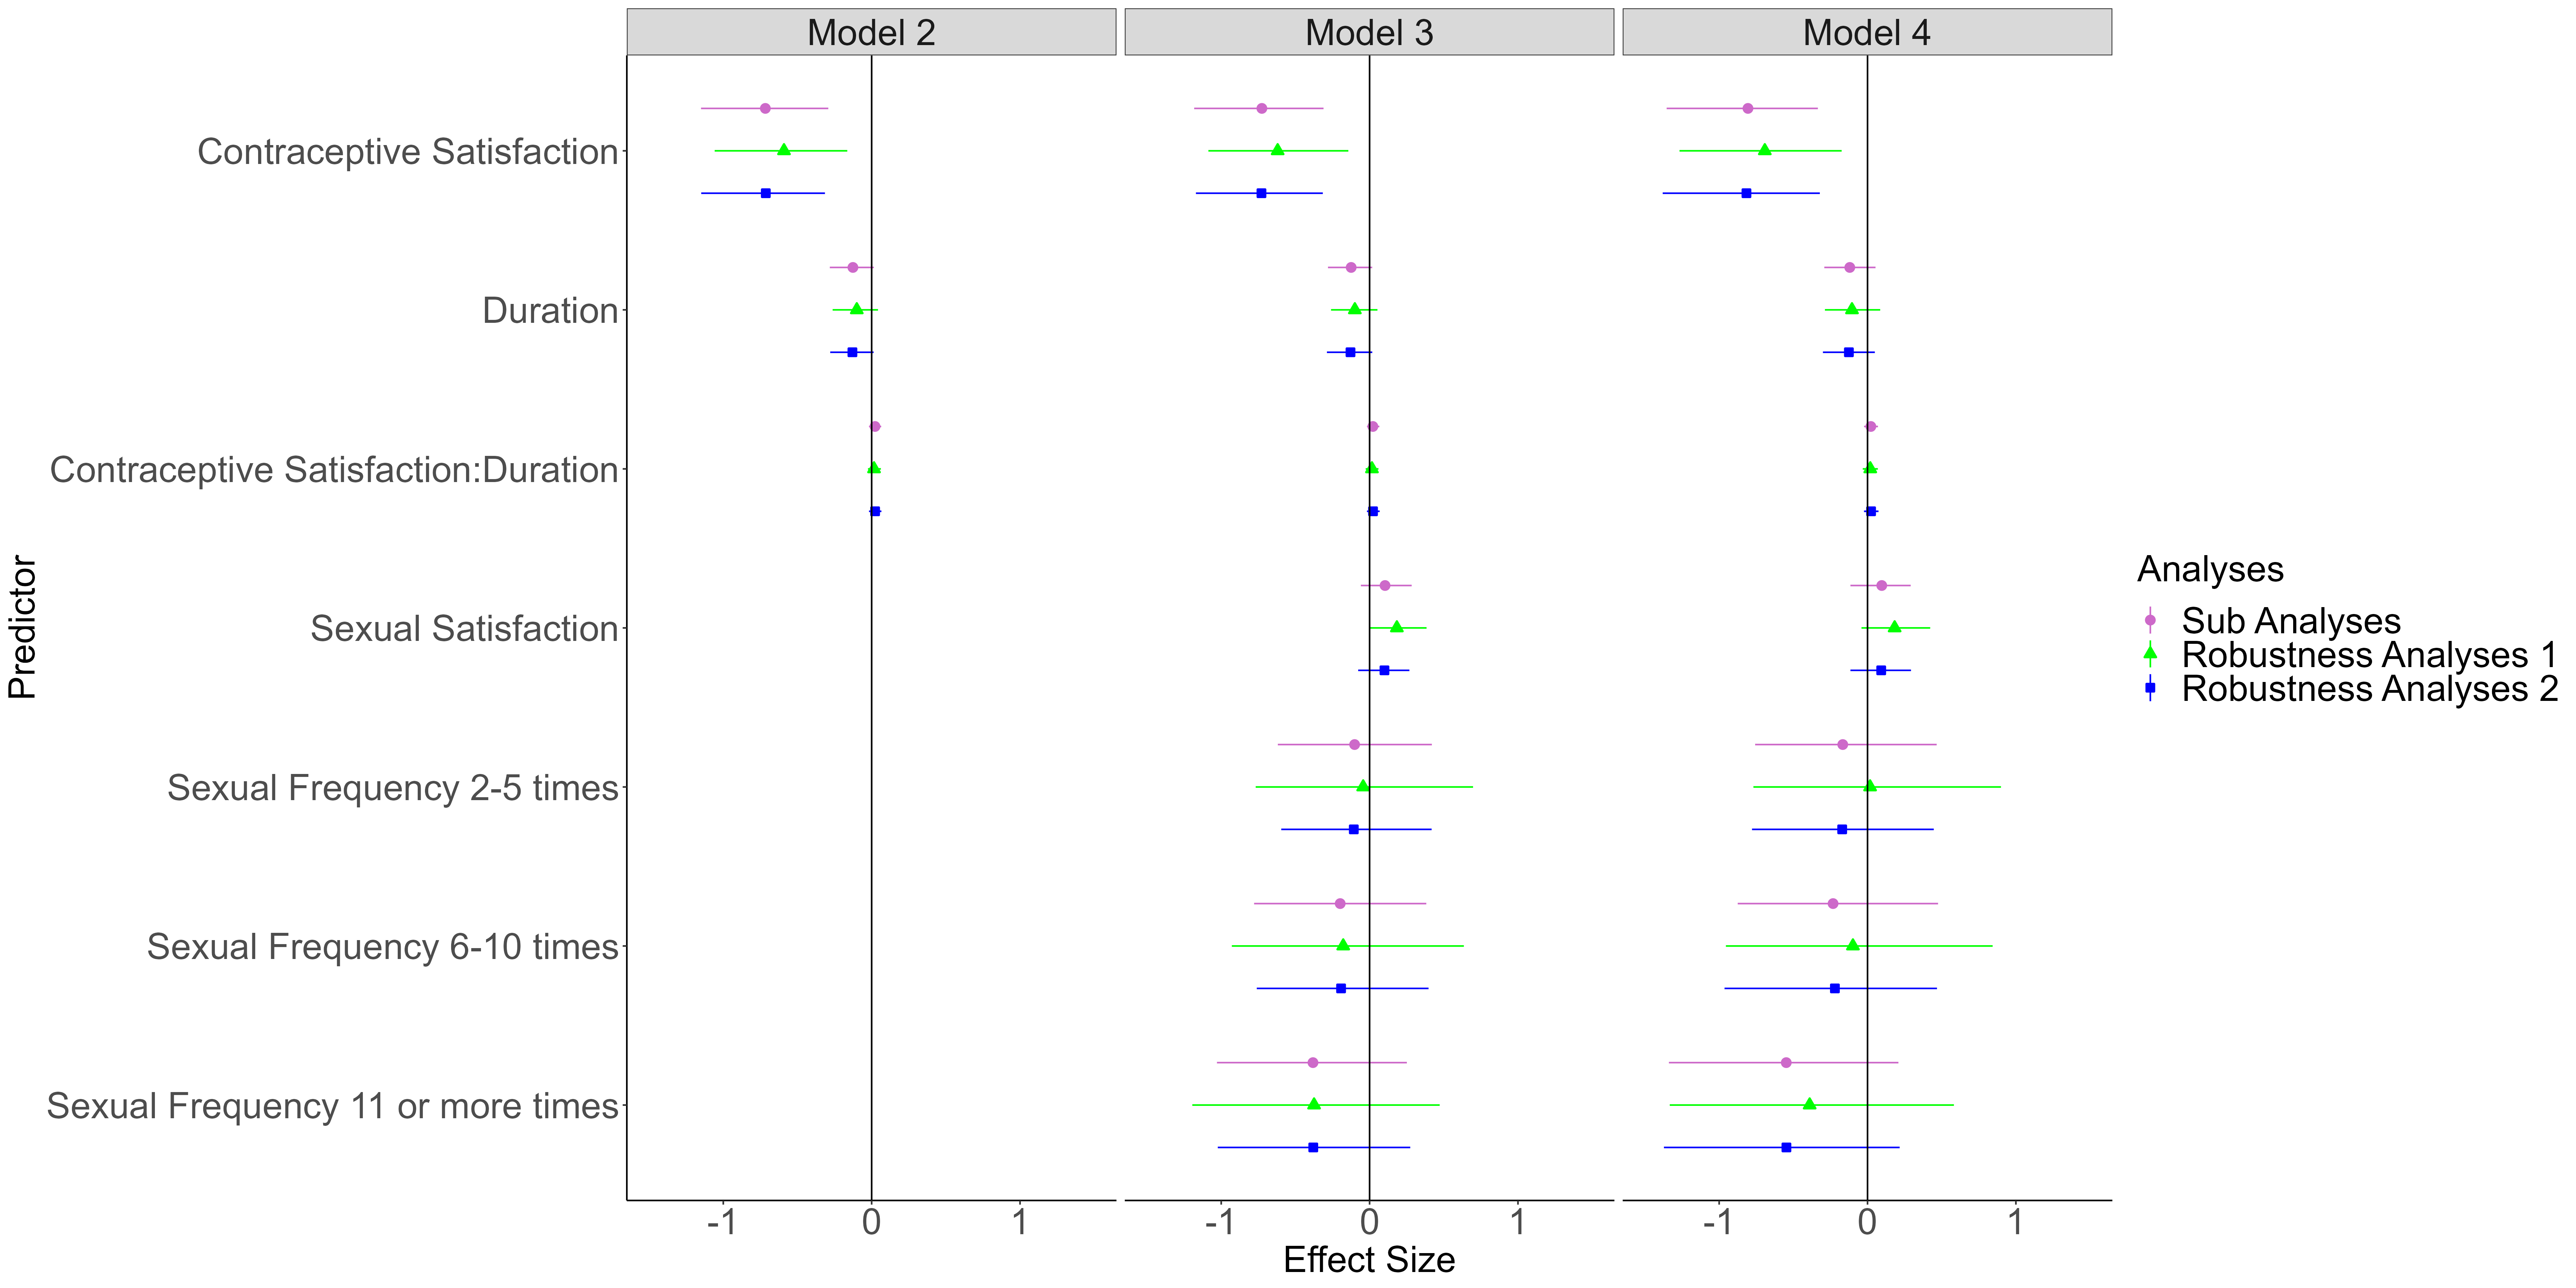 Model 2
Model 3
Model 4
Predictor
Contraceptive Satisfaction
Duration
Contraceptive Satisfaction:Duration
Sexual Satisfaction
Sexual Frequency 2-5 times
Sexual Frequency 6-10 times
Sexual Frequency 11 or more times
-1 0 1
-1 0 1
-1 0 1
Effect Size
Analyses
Sub Analyses
Robustness Analyses 1
Robustness Analyses 2